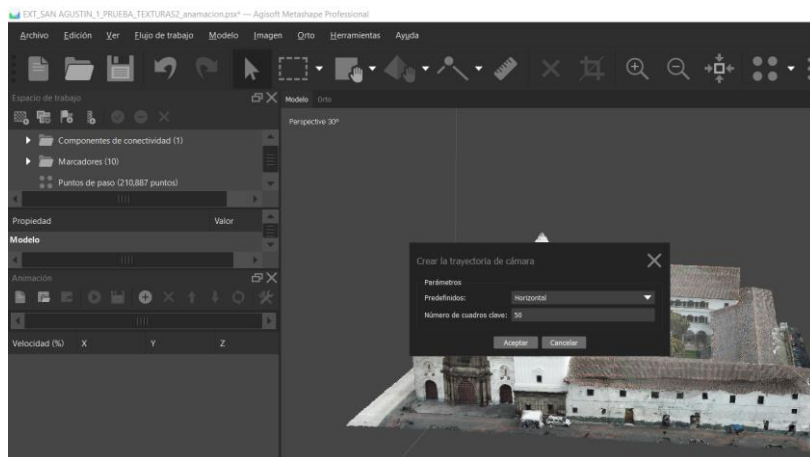 EXT_SAN AGUSTIN_1_PRUEBA_TEXTURAS2_anamacion.psx* — Agisoft Metashape Professional
Archivo Edición Ver Flujo de trabajo Modelo Imagen Orto Herramientas Ayuda
Espacio de trabajo
Componentes de conectividad (1)
Marcadores (10)
Puntos de paso (210,887 puntos)
Propiedad Valor
Modelo
Animación
Velocidad (%) X Y Z
Modelo Orto
Perspective 30°
Crear la trayectoria de cámara
Parámetros
Predefinidos: Horizontal
Número de cuadros clave: 50
Aceptar Cancelar